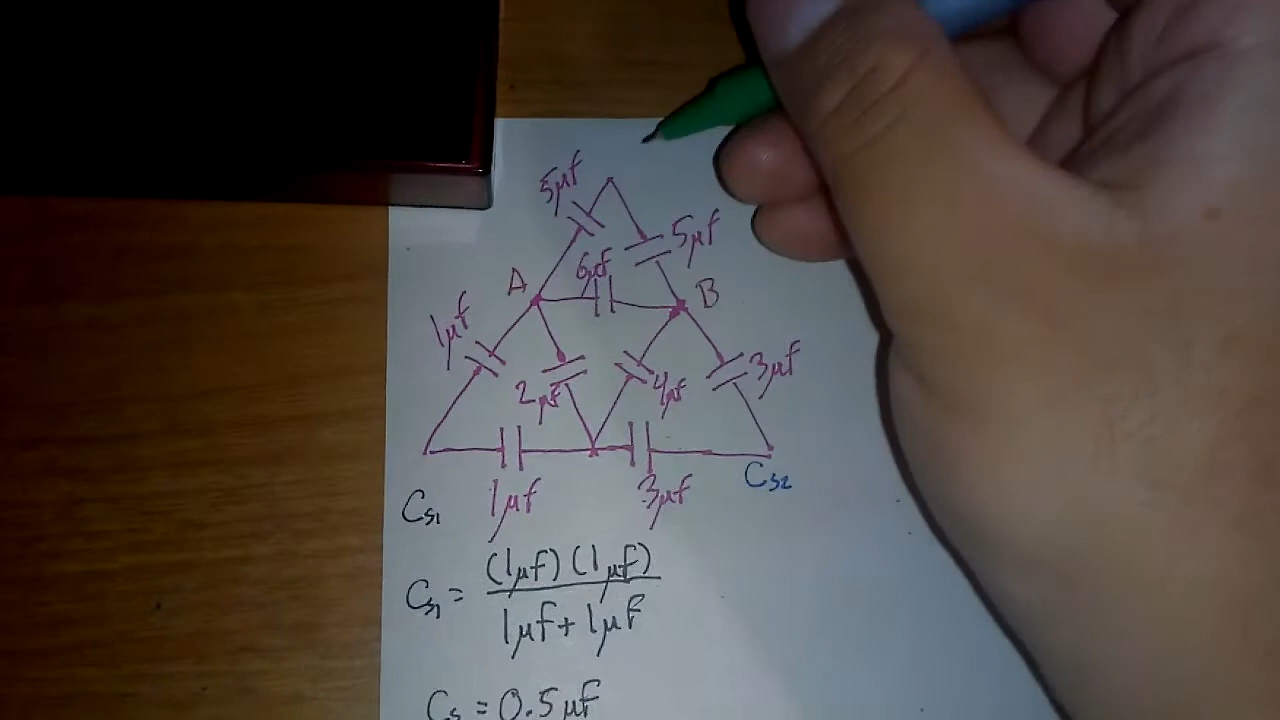 5μf
5μf
6μf
A
B
1μf
3μf
2μf
4μf
Cs2
1μf
3μf
Cs1
Cs1 = (1μf)(1μf)
1μf + 1μF
Cs = 0.5μF